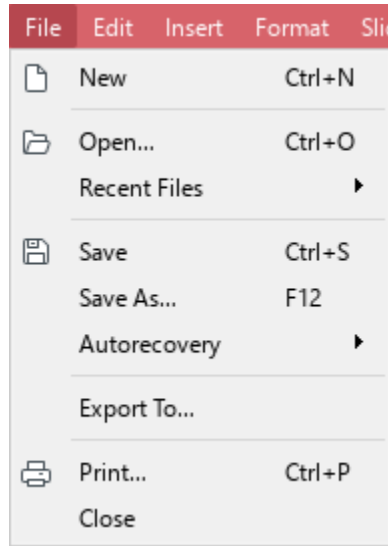 File Edit Insert Format Sli
New Ctrl+N
Open... Ctrl+O
Recent Files
Save Ctrl+S
Save As... F12
Autorecovery
Export To...
Print... Ctrl+P
Close